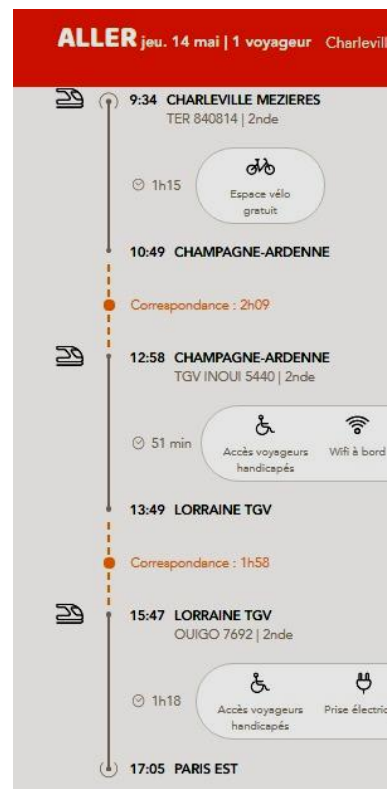 ALLER jeu. 14 mai | 1 voyageur Charlevill
9:34 CHARLEVILLE MEZIERES
TER 840814 | 2nde
1h15
Espace vélo
gratuit
10:49 CHAMPAGNE-ARDENNE
Correspondance : 2h09
12:58 CHAMPAGNE-ARDENNE
TGV INOUI 5440 | 2nde
51 min
Accès voyageurs
handicapés
Wifi à bord
13:49 LORRAINE TGV
Correspondance : 1h58
15:47 LORRAINE TGV
OUIGO 7692 | 2nde
1h18
Accès voyageurs
handicapés
Prise électric
17:05 PARIS EST